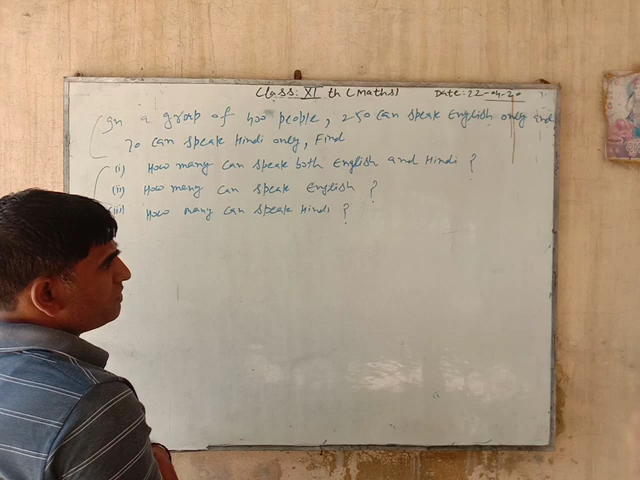 Class: XI th (Maths) Date: 22-04-20
In a group of 400 people, 250 can speak English only and
70 can speak Hindi only, Find
(i) How many can speak both English and Hindi ?
(ii) How many can speak English ?
(iii) How many can speak Hindi ?